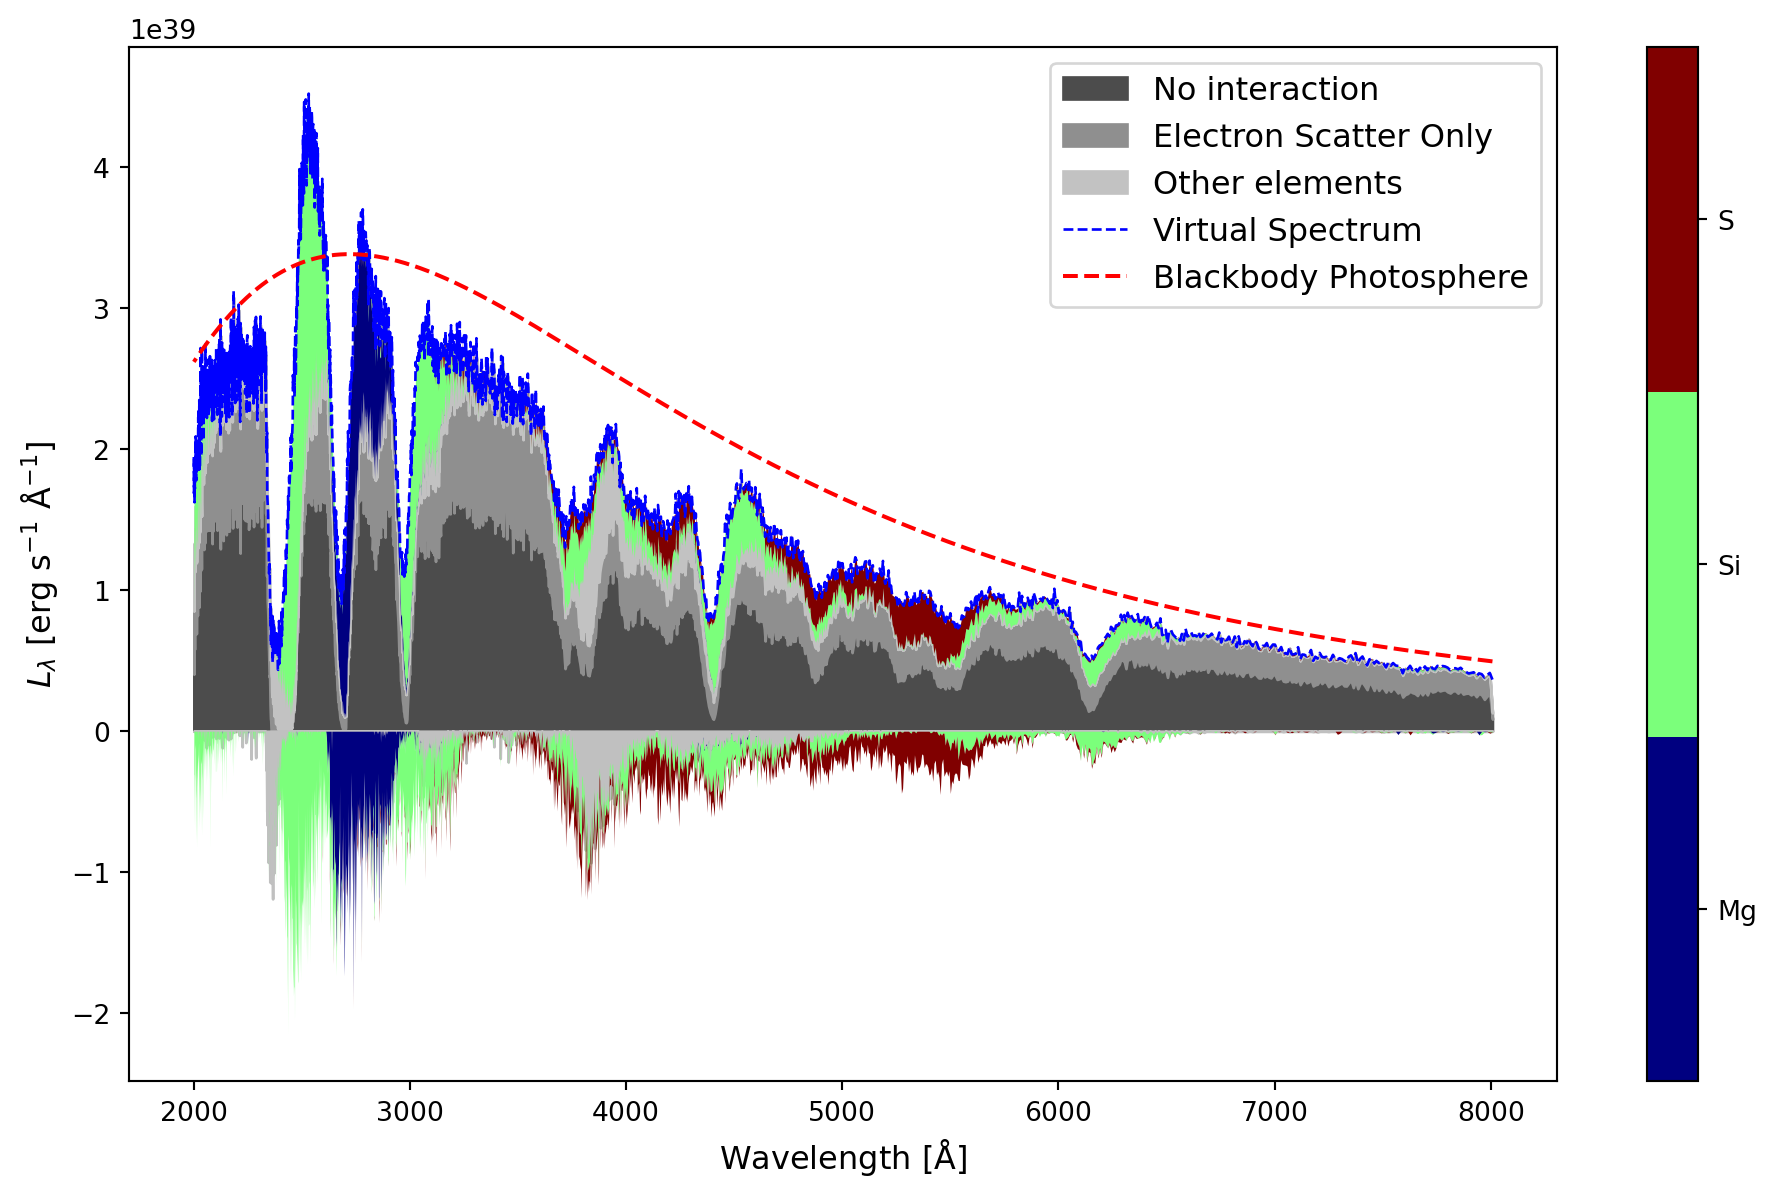 1e39
4
3
2
1
0
−1
−2
L_λ [erg s⁻¹ Å⁻¹]
2000 3000 4000 5000 6000 7000 8000
Wavelength [Å]
No interaction
Electron Scatter Only
Other elements
Virtual Spectrum
Blackbody Photosphere
S
Si
Mg